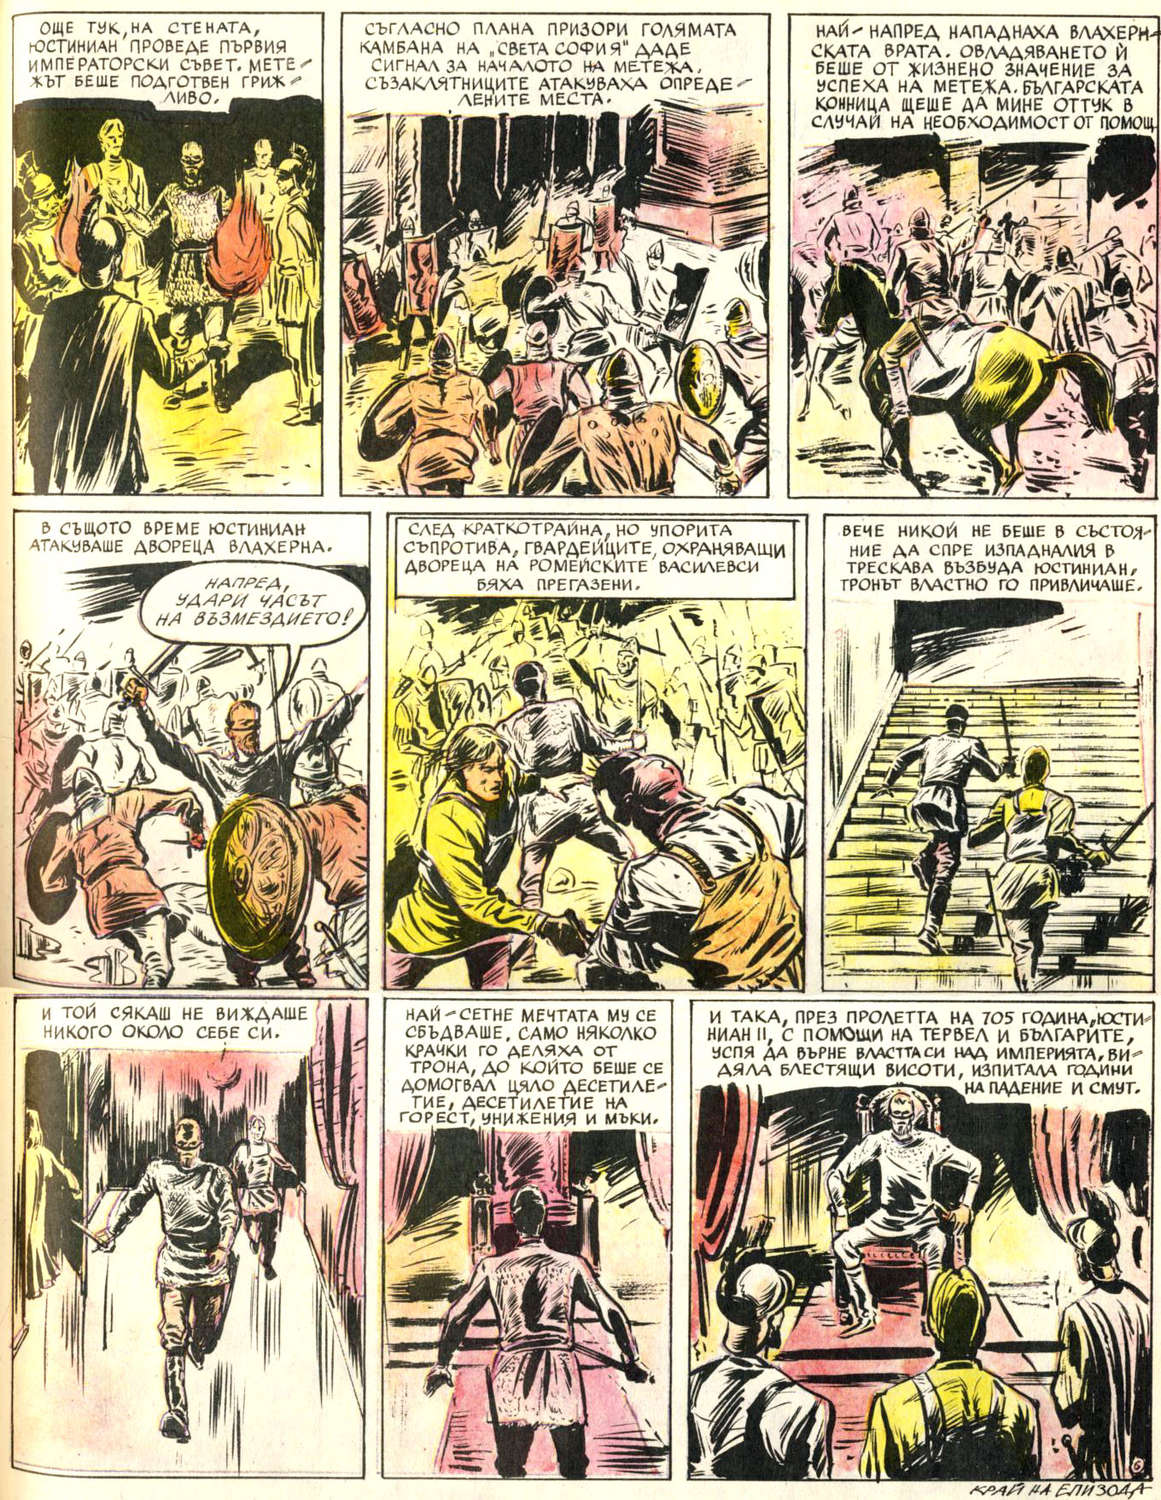 ОЩЕ ТУК, НА СТЕНАТА,
ЮСТИНИАН ПРОВЕДЕ ПЪРВИЯ
ИМПЕРАТОРСКИ СЪВЕТ. МЕТЕ-
ЖЪТ БЕШЕ ПОДГОТВЕН ГРИЖ-
ЛИВО.
СЪГЛАСНО ПЛАНА ПРИЗОРИ ГОЛЯМАТА
КАМБАНА НА „СВЕТА СОФИЯ" ДАДЕ
СИГНАЛ ЗА НАЧАЛОТО НА МЕТЕЖА.
СЪЗАКЛЯТНИЦИТЕ АТАКУВАХА ОПРЕДЕ-
ЛЕНИТЕ МЕСТА.
НАЙ-НАПРЕД НАПАДНАХА ВЛАХЕРН-
СКАТА ВРАТА. ОВЛАДЯВАНЕТО Ѝ
БЕШЕ ОТ ЖИЗНЕНО ЗНАЧЕНИЕ ЗА
УСПЕХА НА МЕТЕЖА. БЪЛГАРСКАТА
КОННИЦА ЩЕШЕ ДА МИНЕ ОТТУК В
СЛУЧАЙ НА НЕОБХОДИМОСТ ОТ ПОМОЩ.
В СЪЩОТО ВРЕМЕ ЮСТИНИАН
АТАКУВАШЕ ДВОРЕЦА ВЛАХЕРНА.
НАПРЕД,
УДАРИ ЧАСЪТ
НА ВЪЗМЕЗДИЕТО!
СЛЕД КРАТКОТРАЙНА, НО УПОРИТА
СЪПРОТИВА, ГВАРДЕЙЦИТЕ, ОХРАНЯВАЩИ
ДВОРЕЦА НА РОМЕЙСКИТЕ ВАСИЛЕВСИ
БЯХА ПРЕГАЗЕНИ.
ВЕЧЕ НИКОЙ НЕ БЕШЕ В СЪСТОЯ-
НИЕ ДА СПРЕ ИЗПАДНАЛИЯ В
ТРЕСКАВА ВЪЗБУДА ЮСТИНИАН,
ТРОНЪТ ВЛАСТНО ГО ПРИВЛИЧАШЕ.
И ТОЙ СЯКАШ НЕ ВИЖДАШЕ
НИКОГО ОКОЛО СЕБЕ СИ.
НАЙ-СЕТНЕ МЕЧТАТА МУ СЕ
СБЪДВАШЕ. САМО НЯКОЛКО
КРАЧКИ ГО ДЕЛЯХА ОТ
ТРОНА, ДО КОЙТО БЕШЕ СЕ
ДОМОГВАЛ ЦЯЛО ДЕСЕТИЛЕ-
ТИЕ, ДЕСЕТИЛЕТИЕ НА
ГОРЕСТ, УНИЖЕНИЯ И МЪКИ.
И ТАКА, ПРЕЗ ПРОЛЕТТА НА 705 ГОДИНА, ЮСТИ-
НИАН II, С ПОМОЩИ НА ТЕРВЕЛ И БЪЛГАРИТЕ,
УСПЯ ДА ВЪРНЕ ВЛАСТТА СИ НАД ИМПЕРИЯТА, ВИ-
ДЯЛА БЛЕСТЯЩИ ВИСОТИ, ИЗПИТАЛА ГОДИНИ
НА ПАДЕНИЕ И СМУТ.
6
КРАЙ НА ЕПИЗОДА